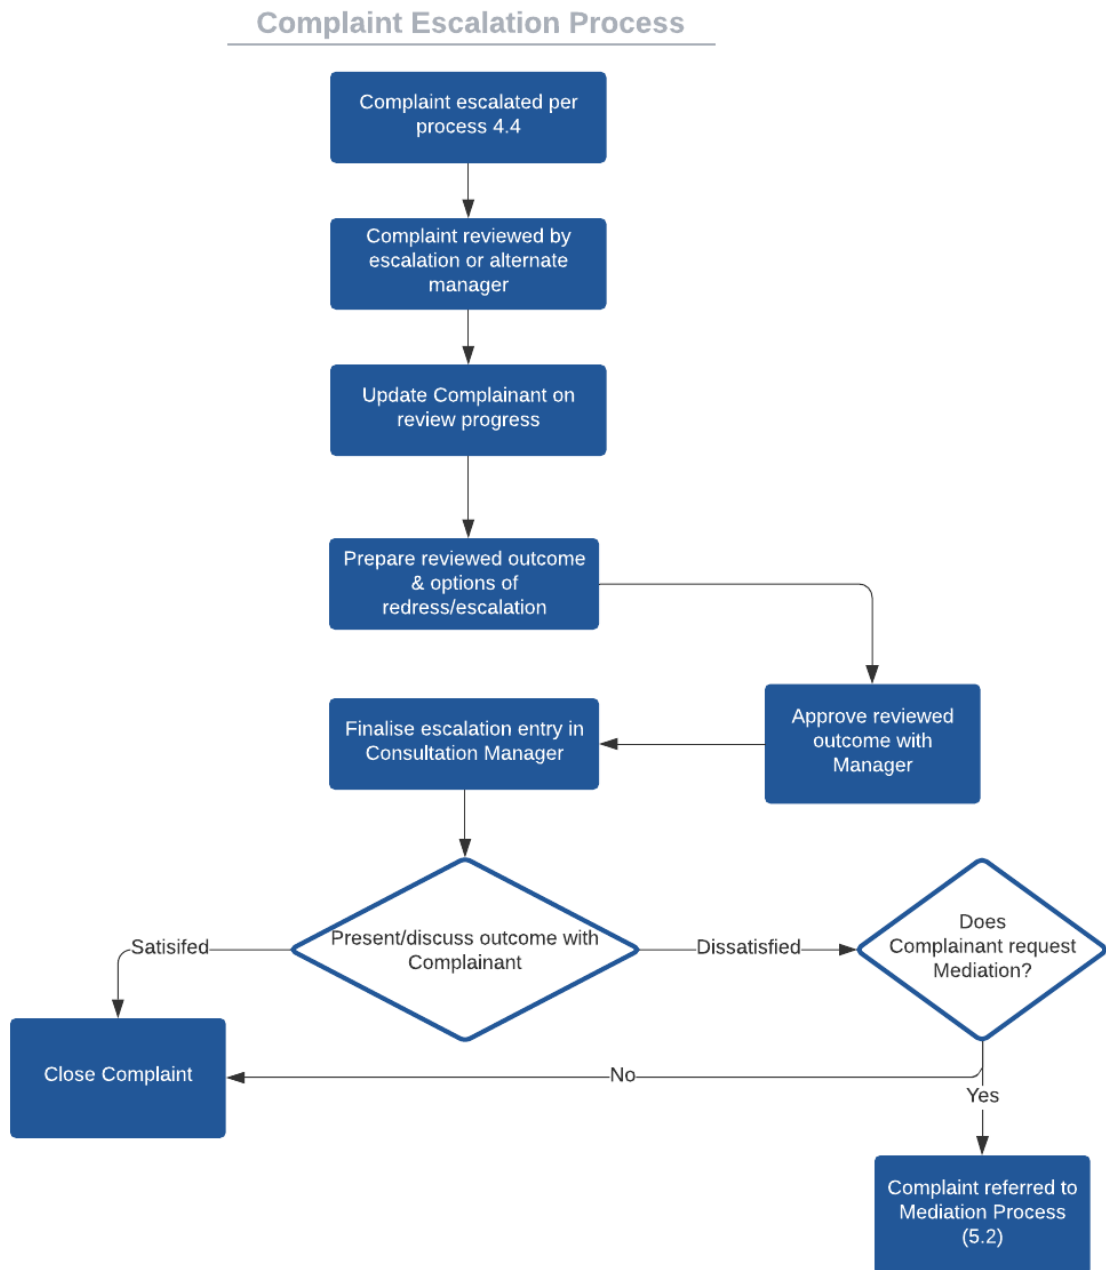 Complaint Escalation Process
Complaint escalated per
process 4.4
Complaint reviewed by
escalation or alternate
manager
Update Complainant on
review progress
Prepare reviewed outcome
& options of
redress/escalation
Approve reviewed
outcome with
Manager
Finalise escalation entry in
Consultation Manager
Present/discuss outcome with
Complainant
Satisifed
Dissatisfied
Does
Complainant request
Mediation?
Close Complaint
No
Yes
Complaint referred to
Mediation Process
(5.2)